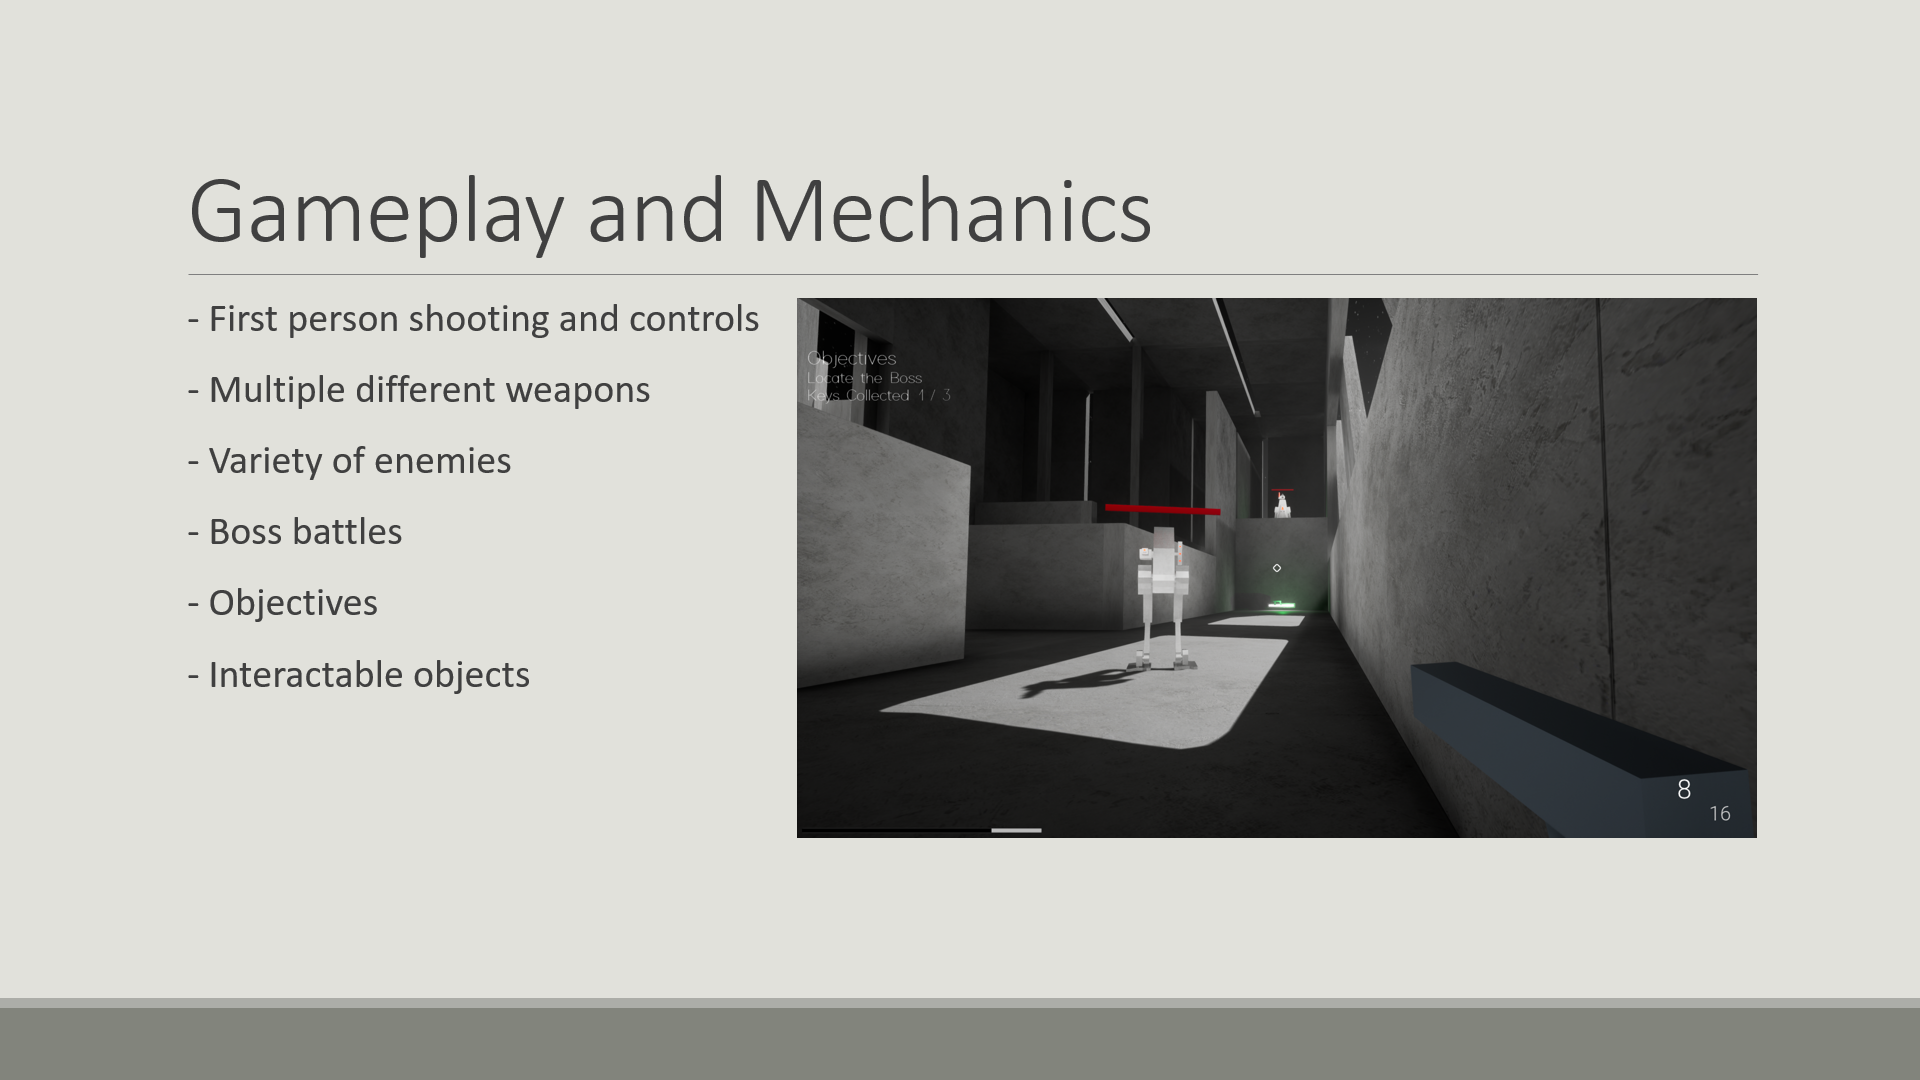 Gameplay and Mechanics
- First person shooting and controls
- Multiple different weapons
- Variety of enemies
- Boss battles
- Objectives
- Interactable objects
Objectives
Locate the Boss
Keys Collected 1 / 3
8
16